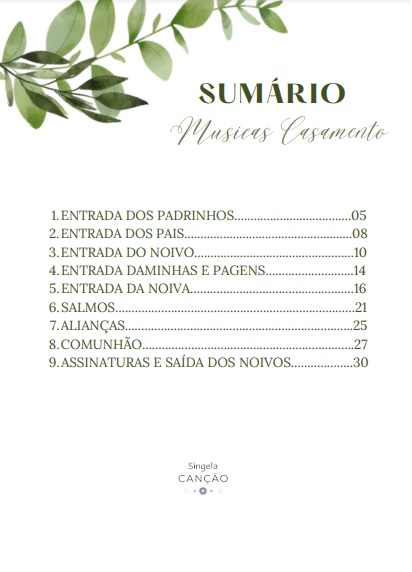 SUMÁRIO
Músicas Casamento
1. ENTRADA DOS PADRINHOS....................................05
2. ENTRADA DOS PAIS...................................................08
3. ENTRADA DO NOIVO................................................10
4. ENTRADA DAMINHAS E PAGENS...........................14
5. ENTRADA DA NOIVA..................................................16
6. SALMOS.........................................................................21
7. ALIANÇAS.....................................................................25
8. COMUNHÃO.................................................................27
9. ASSINATURAS E SAÍDA DOS NOIVOS...................30
Singela
CANÇÃO